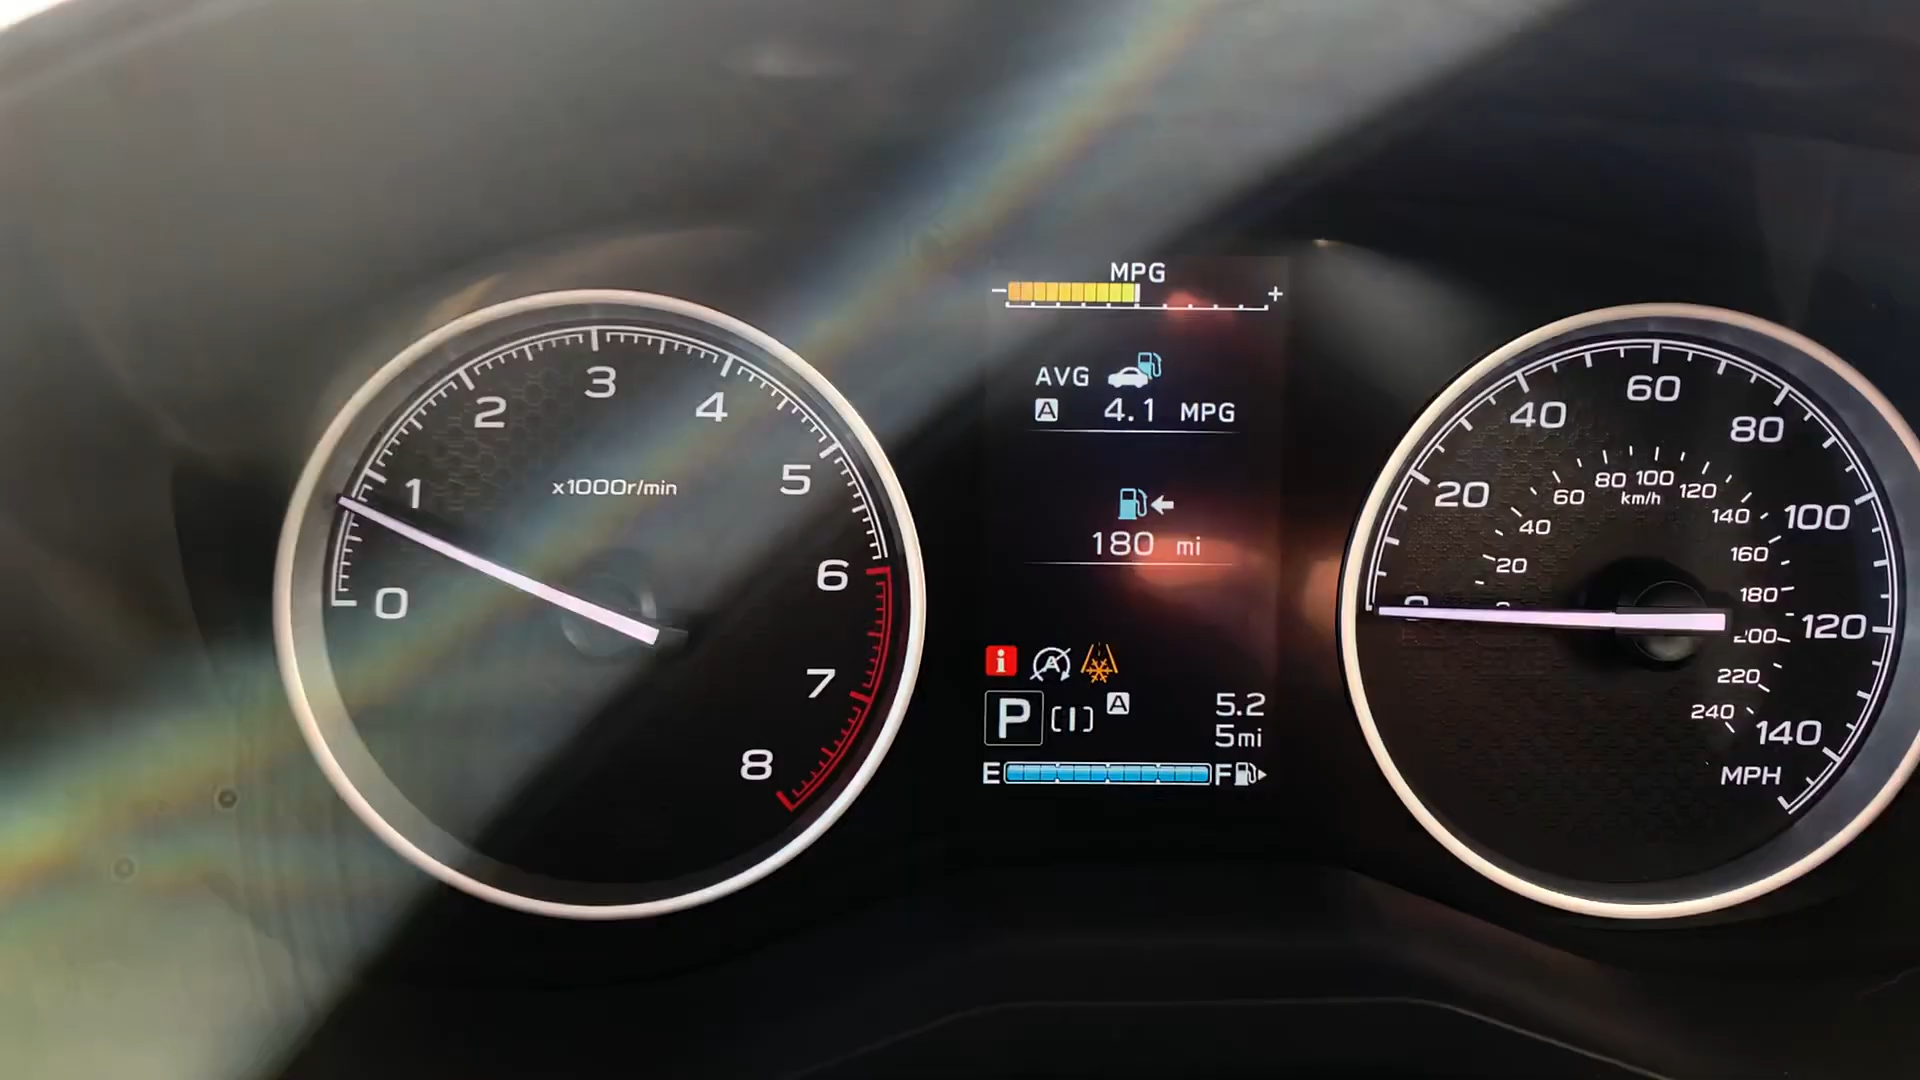 0
1
2
3
4
5
6
7
8
x1000r/min
MPG
- +
AVG
A 4.1 MPG
180 mi
i A
P [I] A
5.2
5mi
E F
20
40
60
80
100
120
140
MPH
20
40
60
80
100
120
140
160
180
200
220
240
km/h